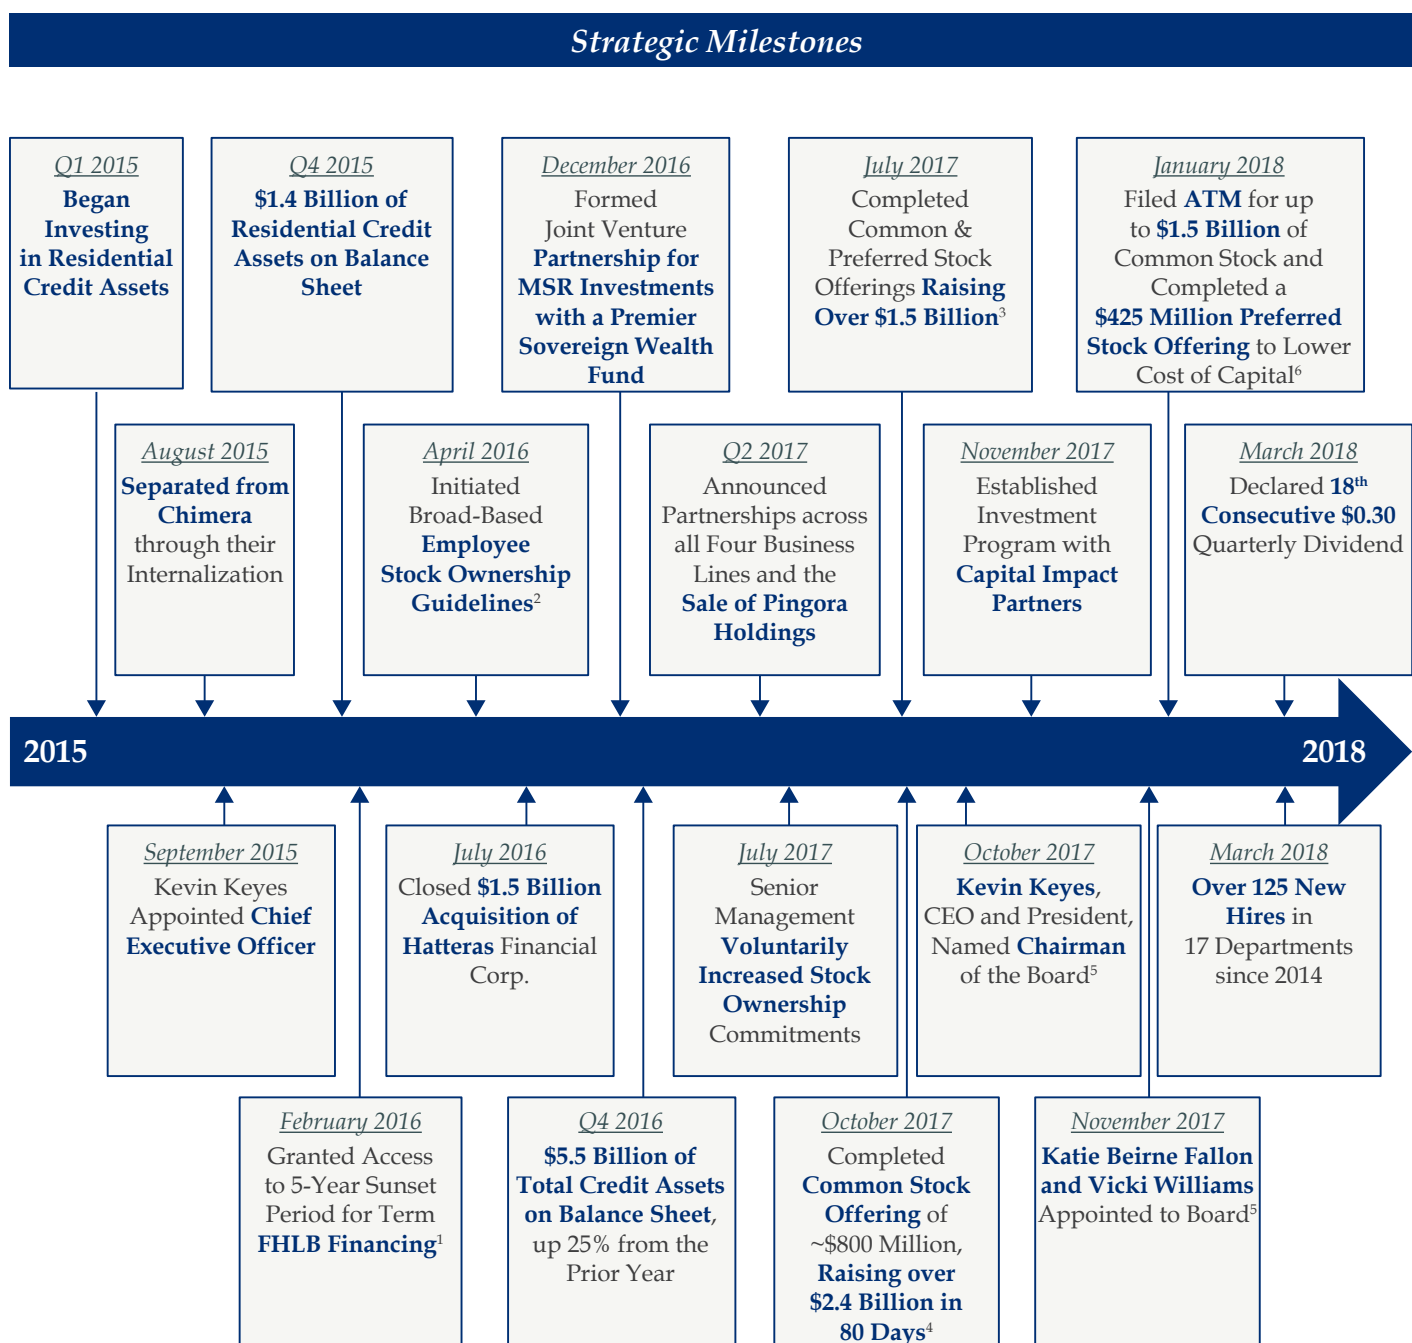 Strategic Milestones
Q1 2015
Began
Investing
in Residential
Credit Assets
Q4 2015
$1.4 Billion of
Residential Credit
Assets on Balance
Sheet
December 2016
Formed
Joint Venture
Partnership for
MSR Investments
with a Premier
Sovereign Wealth
Fund
July 2017
Completed
Common &
Preferred Stock
Offerings Raising
Over $1.5 Billion³
January 2018
Filed ATM for up
to $1.5 Billion of
Common Stock and
Completed a
$425 Million Preferred
Stock Offering to Lower
Cost of Capital⁶
August 2015
Separated from
Chimera
through their
Internalization
April 2016
Initiated
Broad-Based
Employee
Stock Ownership
Guidelines²
Q2 2017
Announced
Partnerships across
all Four Business
Lines and the
Sale of Pingora
Holdings
November 2017
Established
Investment
Program with
Capital Impact
Partners
March 2018
Declared 18th
Consecutive $0.30
Quarterly Dividend
2015
2018
September 2015
Kevin Keyes
Appointed Chief
Executive Officer
July 2016
Closed $1.5 Billion
Acquisition of
Hatteras Financial
Corp.
July 2017
Senior
Management
Voluntarily
Increased Stock
Ownership
Commitments
October 2017
Kevin Keyes,
CEO and President,
Named Chairman
of the Board⁵
March 2018
Over 125 New
Hires in
17 Departments
since 2014
February 2016
Granted Access
to 5-Year Sunset
Period for Term
FHLB Financing¹
Q4 2016
$5.5 Billion of
Total Credit Assets
on Balance Sheet,
up 25% from the
Prior Year
October 2017
Completed
Common Stock
Offering of
~$800 Million,
Raising over
$2.4 Billion in
80 Days⁴
November 2017
Katie Beirne Fallon
and Vicki Williams
Appointed to Board⁵